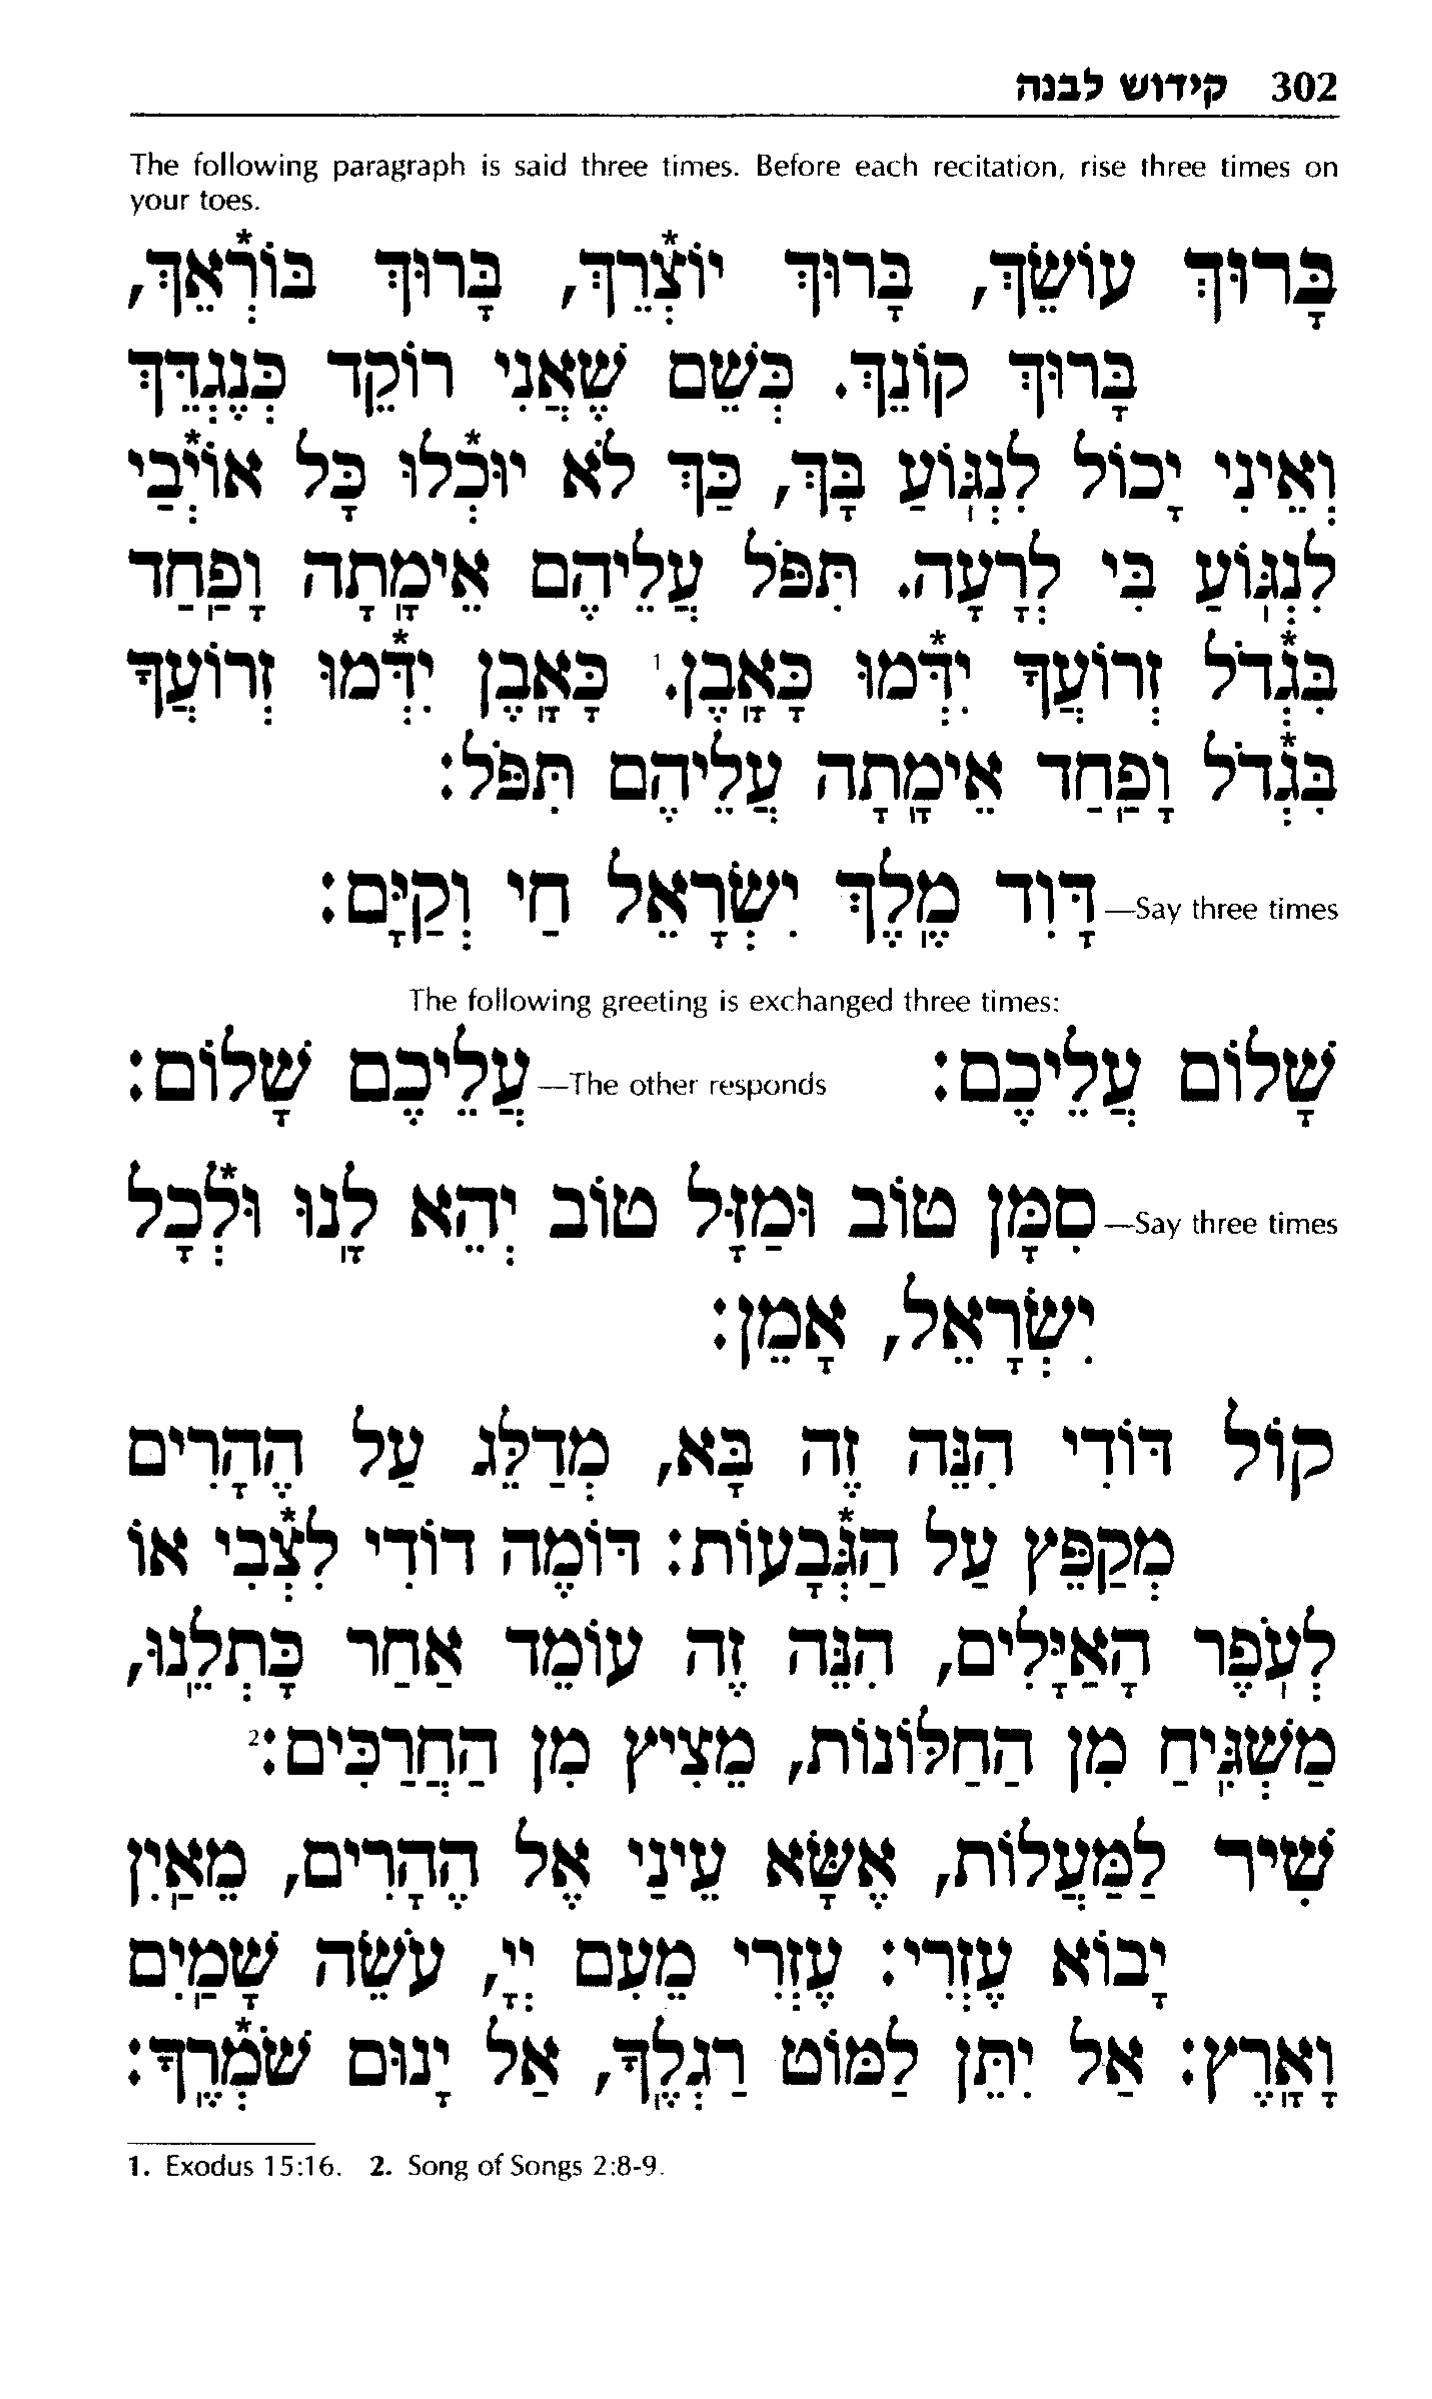 302 קידוש לבנה
The following paragraph is said three times. Before each recitation, rise three times on
your toes.
בָּרוּךְ עוֹשֵׂךְ, בָּרוּךְ יוֹצְֿרֵךְ, בָּרוּךְ בּוֹרְֿאֵךְ,
בָּרוּךְ קוֹנֵךְ. כְּשֵׁם שֶׁאֲנִי רוֹקֵד כְּנֶגְדֵּךְ
וְאֵינִי יָכוֹל לִנְגּֽוֹעַ בָּךְ, כַּךְ לֹא יוּכְֿלוּ כָּל אוֹיְֿבַי
לִנְגּֽוֹעַ בִּי לְרָעָה. תִּפֹּל עֲלֵיהֶם אֵימָֽתָה וָפַֽחַד
בִּגְֿדֹל זְרוֹעֲךָ יִדְּֿמוּ כָּאָֽבֶן.¹ כָּאָֽבֶן יִדְּֿמוּ זְרוֹעֲךָ
בִּגְֿדֹל וָפַֽחַד אֵימָֽתָה עֲלֵיהֶם תִּפֹּל:
Say three times—דָּוִד מֶֽלֶךְ יִשְׂרָאֵל חַי וְקַיָּם:
The following greeting is exchanged three times:
שָׁלוֹם עֲלֵיכֶם: The other responds—עֲלֵיכֶם שָׁלוֹם:
Say three times—סִמָּן טוֹב וּמַזָּל טוֹב יְהֵא לָֽנוּ וּלְֿכָל
יִשְׂרָאֵל, אָמֵן:
קוֹל דּוֹדִי הִנֵּה זֶה בָּא, מְדַלֵּג עַל הֶהָרִים
מְקַפֵּץ עַל הַגְּֿבָעוֹת: דּוֹמֶה דוֹדִי לִצְֿבִי אוֹ
לְעֹֽפֶר הָאַיָּלִים, הִנֵּה זֶה עוֹמֵד אַחַר כָּתְלֵֽנוּ,
מַשְׁגִּֽיחַ מִן הַחַלּוֹנוֹת, מֵצִיץ מִן הַחֲרַכִּים:²
שִׁיר לַמַּעֲלוֹת, אֶשָּׂא עֵינַי אֶל הֶהָרִים, מֵאַֽיִן
יָבוֹא עֶזְרִי: עֶזְרִי מֵעִם יְיָ, עֹשֵׂה שָׁמַֽיִם
וָאָֽרֶץ: אַל יִתֵּן לַמּוֹט רַגְלֶֽךָ, אַל יָנוּם שֹׁמְֿרֶֽךָ:
1. Exodus 15:16. 2. Song of Songs 2:8-9.